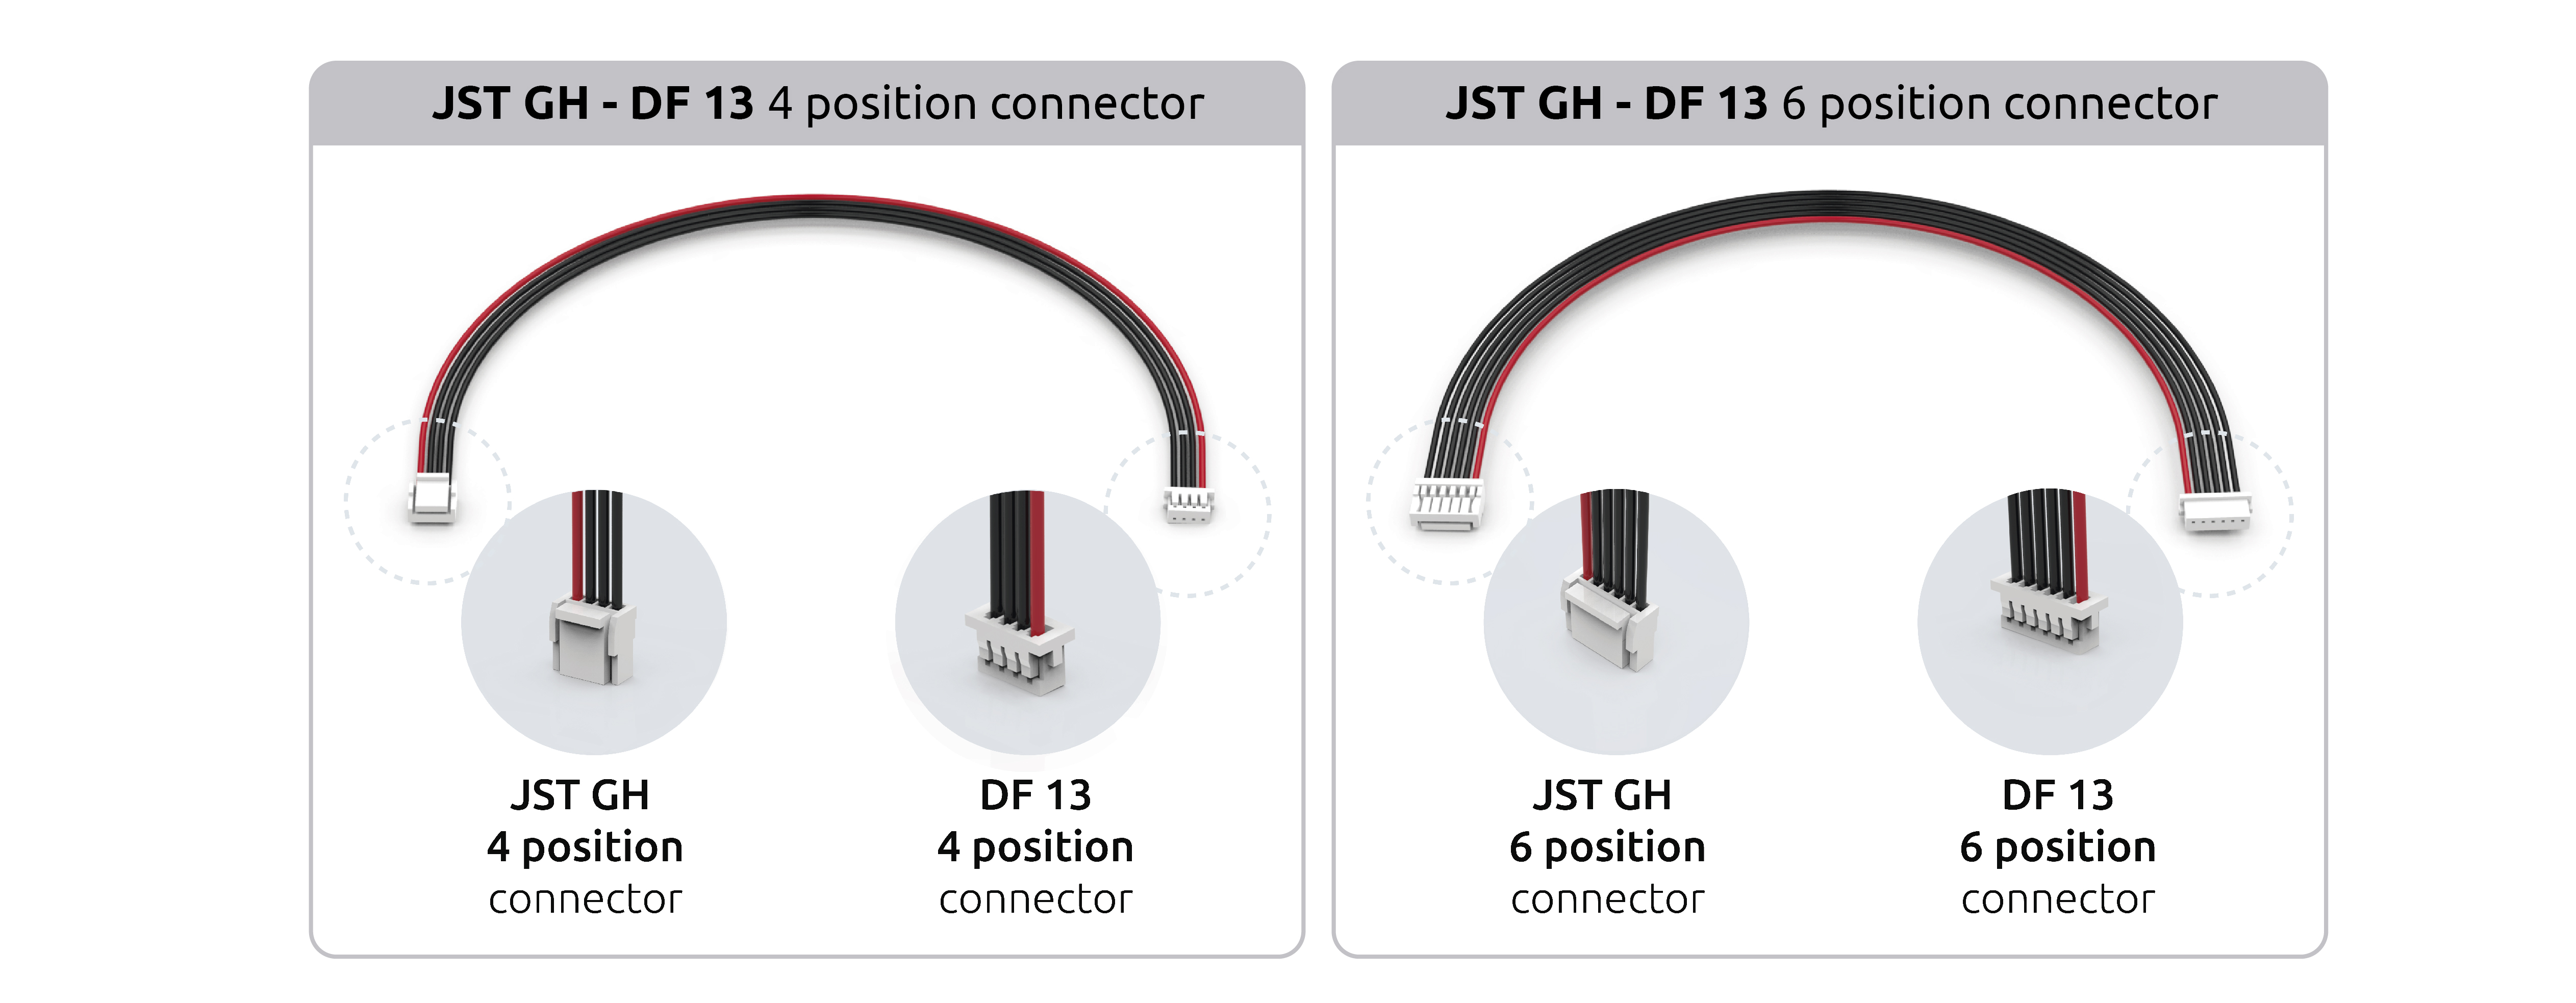 JST GH - DF 13 4 position connector
JST GH
4 position
connector
DF 13
4 position
connector
JST GH - DF 13 6 position connector
JST GH
6 position
connector
DF 13
6 position
connector